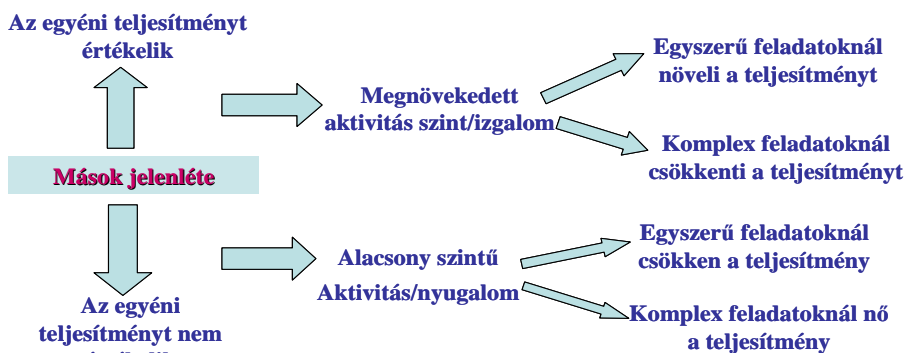 Az egyéni teljesítményt
értékelik
Megnövekedett
aktivitás szint/izgalom
Egyszerű feladatoknál
növeli a teljesítményt
Komplex feladatoknál
csökkenti a teljesítményt
Mások jelenléte
Az egyéni
teljesítményt nem
Alacsony szintű
Aktivitás/nyugalom
Egyszerű feladatoknál
csökken a teljesítmény
Komplex feladatoknál nő
a teljesítmény